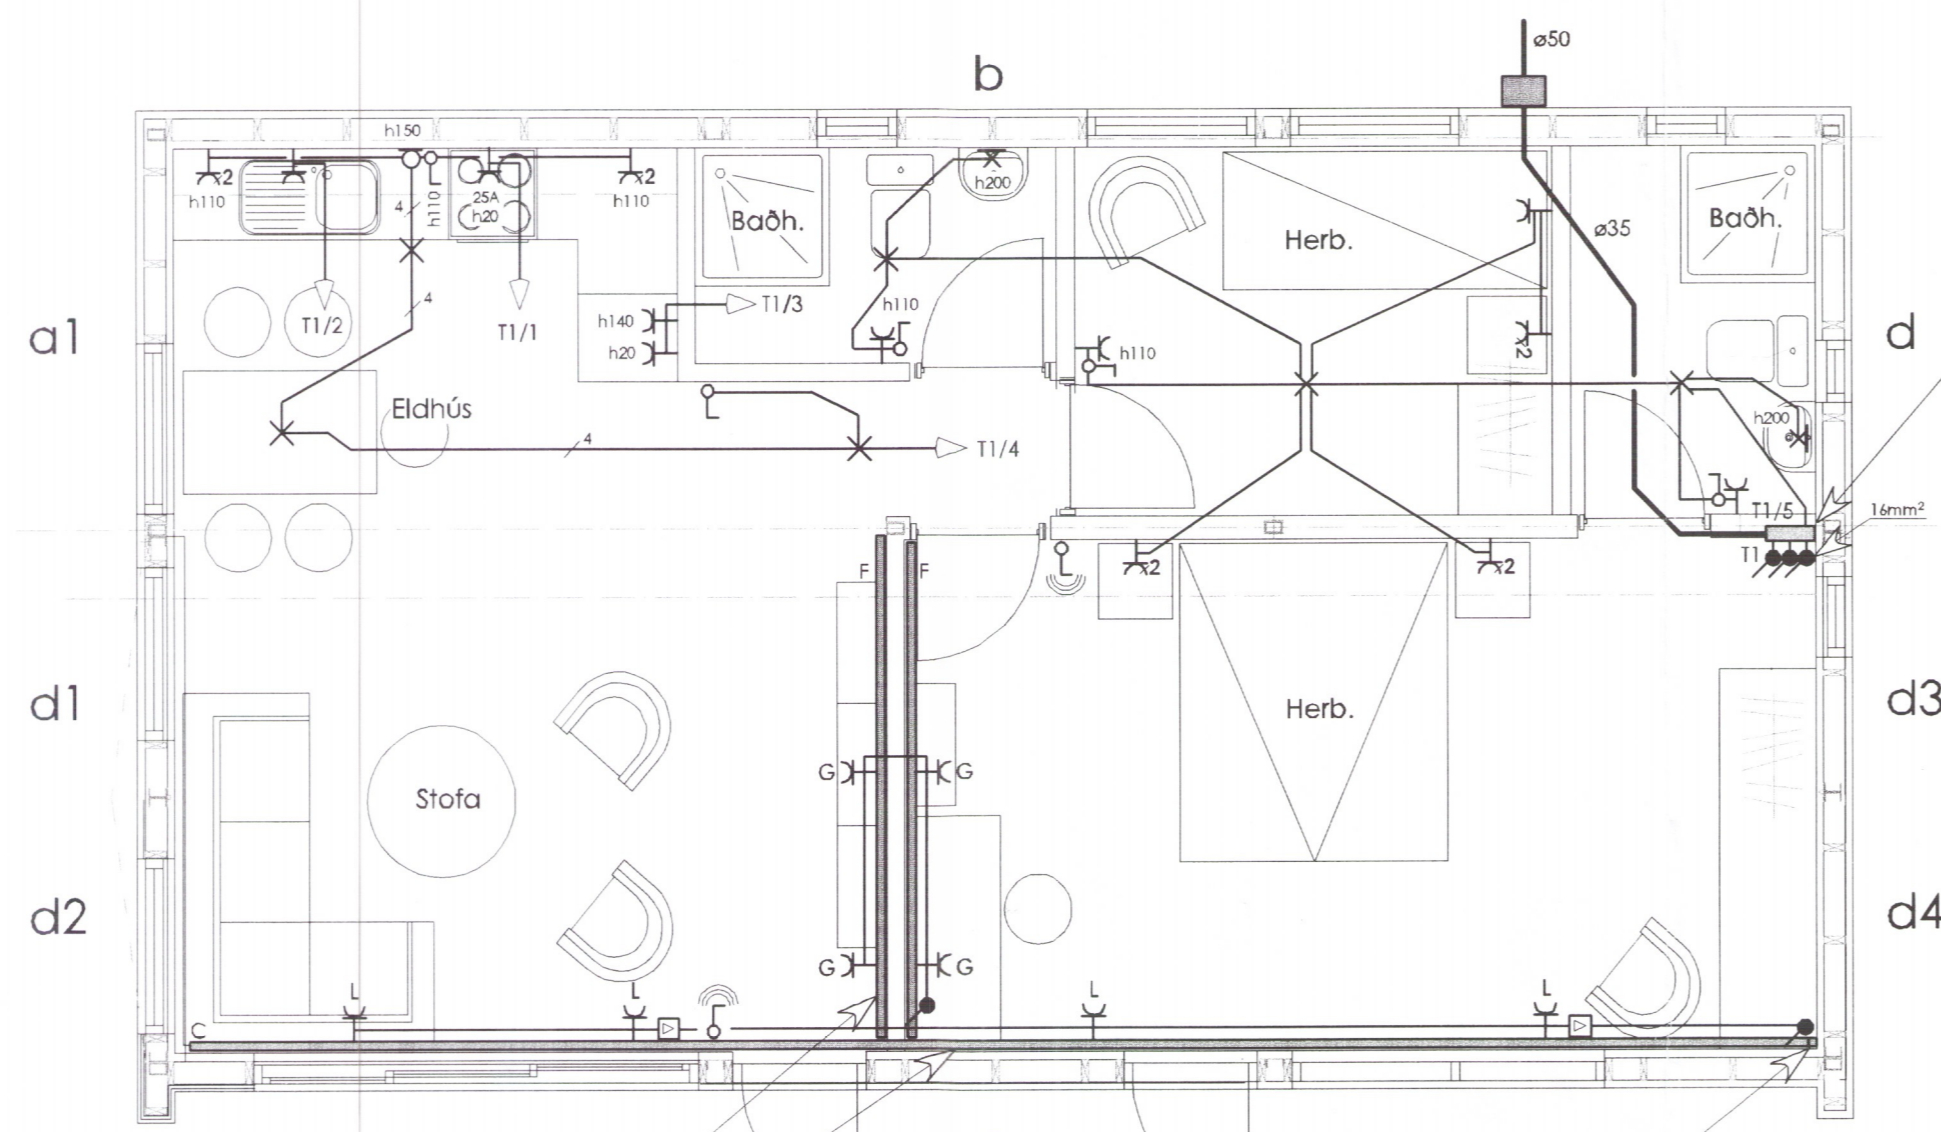 ø50
b
h150
x2
x2
h110
4
h110
25A
h20
h110
h200
Baðh.
Herb.
ø35
Baðh.
4
T1/2
T1/1
h140
h20
T1/3
h110
h110
x2
a1
d
Eldhús
4
T1/4
h200
T1/5
16mm²
T1
F
F
x2
x2
d1
Herb.
d3
G
G
Stofa
d2
d4
G
G
L
L
L
L
C